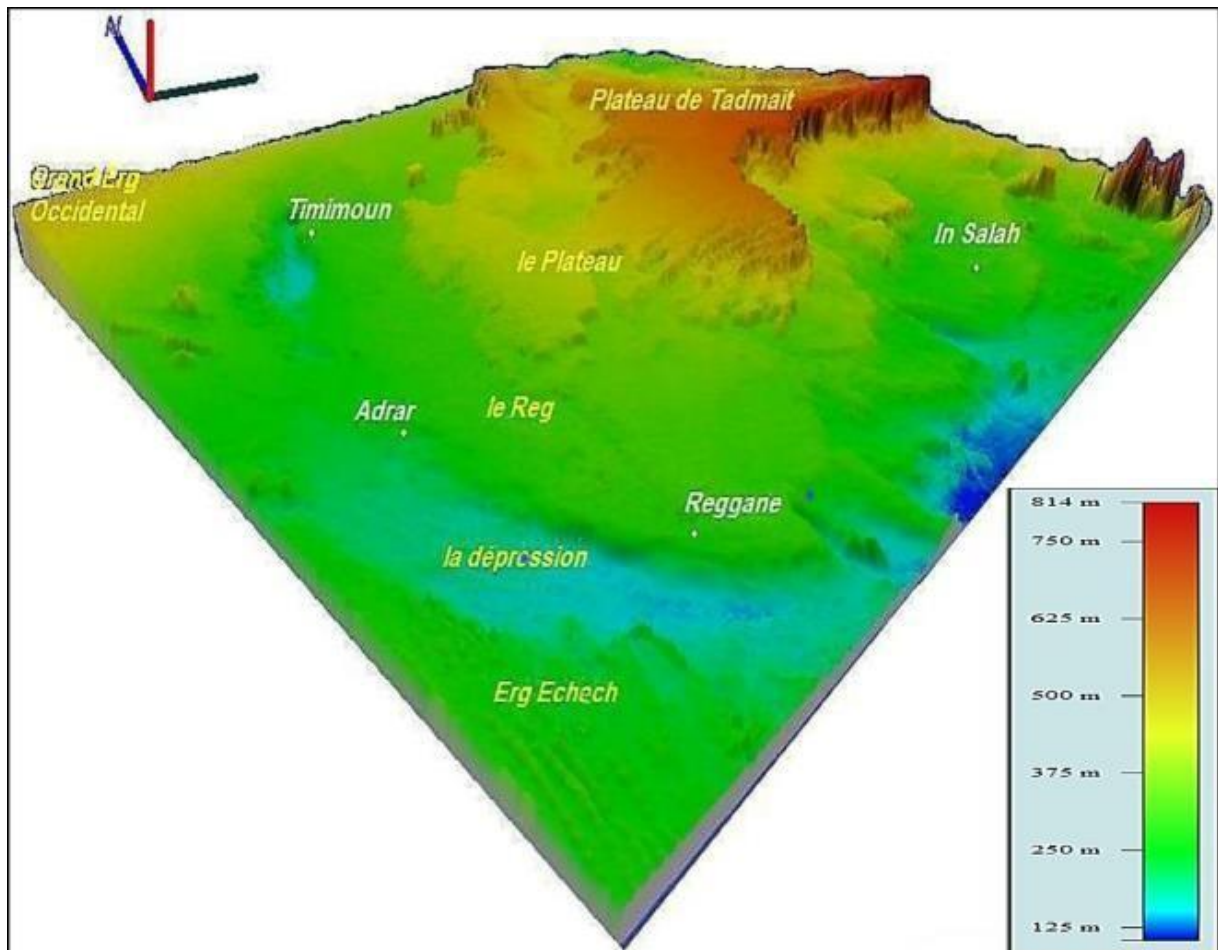 N
Plateau de Tadmait
Grand Erg
Occidental
Timimoun
In Salah
le Plateau
Adrar
le Reg
Reggane
la dépression
Erg Echech
814 m
750 m
625 m
500 m
375 m
250 m
125 m